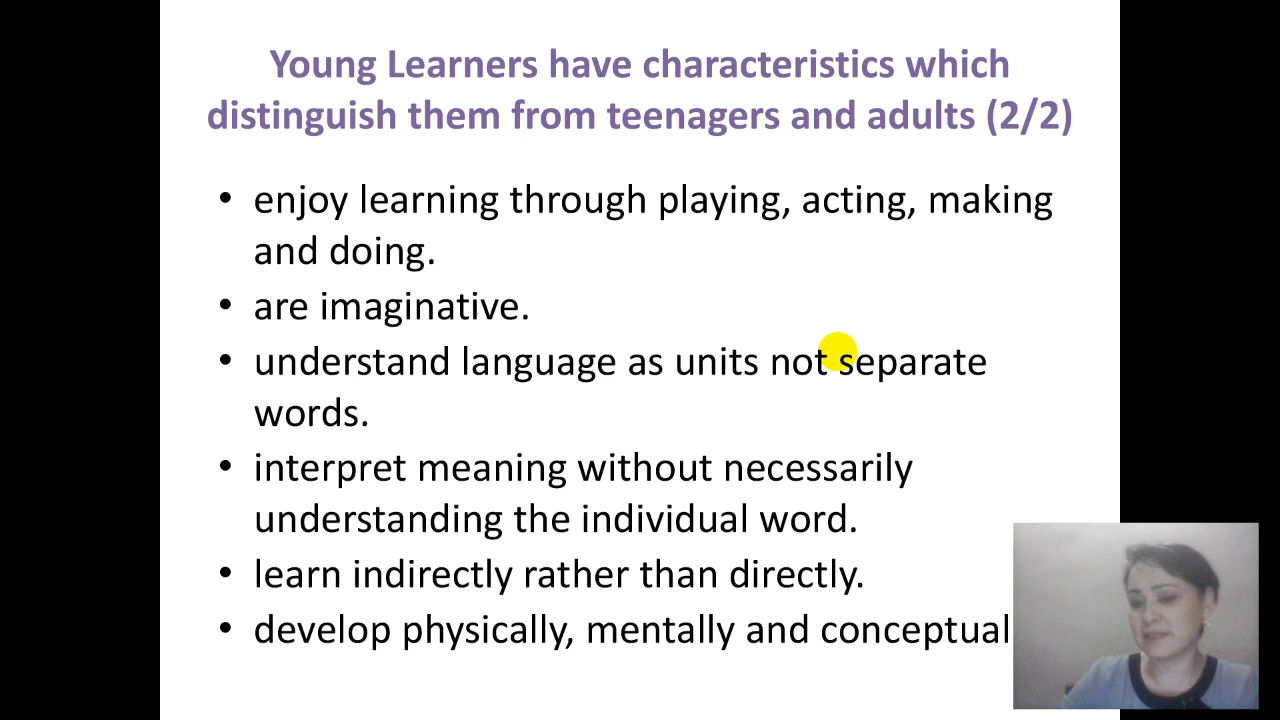 Young Learners have characteristics which
distinguish them from teenagers and adults (2/2)
• enjoy learning through playing, acting, making
and doing.
• are imaginative.
• understand language as units not separate
words.
• interpret meaning without necessarily
understanding the individual word.
• learn indirectly rather than directly.
• develop physically, mentally and conceptual